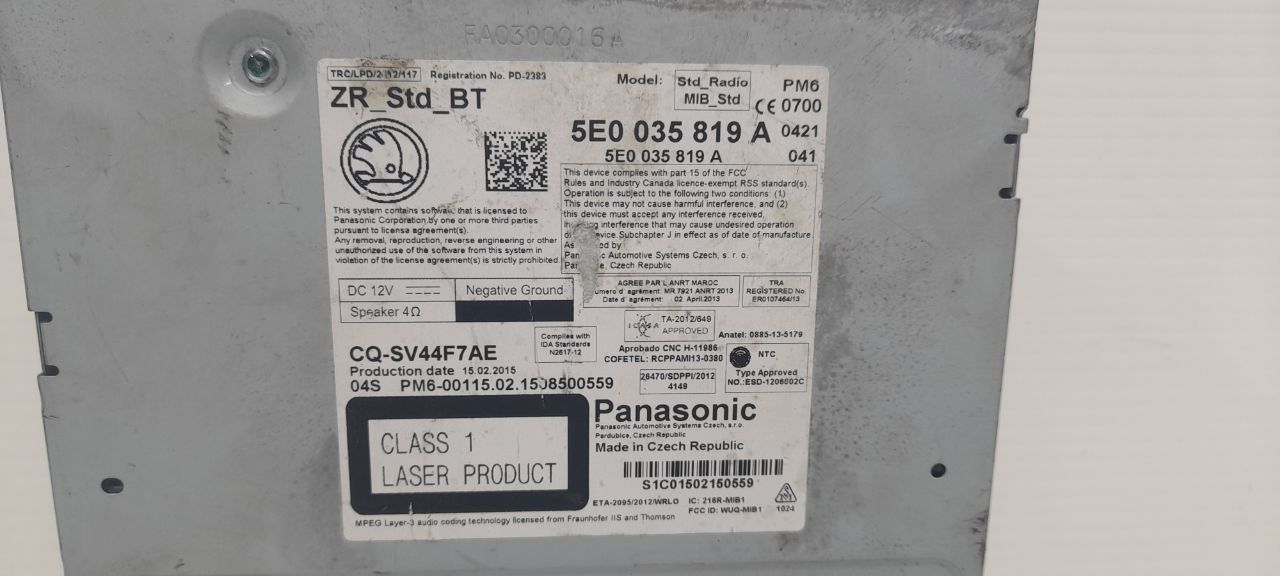 FA0300016A
TRC/LPD/2012/117 Registration No. PD-2383
Model: Std_Radio
MIB_Std
PM6
CE 0700
ZR_Std_BT
5E0 035 819 A 0421
5E0 035 819 A 041
This device complies with part 15 of the FCC
Rules and Industry Canada licence-exempt RSS standard(s).
Operation is subject to the following two conditions: (1)
This device may not cause harmful interference, and (2)
this device must accept any interference received,
interference that may cause undesired operation
device Subchapter J in effect as of date of manufacture
by
Automotive Systems Czech, s. r. o.
Czech Republic
This system contains software that is licensed to
Panasonic Corporation by one or more third parties
pursuant to license agreement(s).
Any removal, reproduction, reverse engineering or other
unauthorized use of the software from this system in
violation of the license agreement(s) is strictly prohibited.
DC 12V Negative Ground
Speaker 4Ω
AGREE PAR L ANRT MAROC
d'agrément: MR 7921 ANRT 2013
Date d'agrément: 02. April.2013
TRA
REGISTERED No.
ER0107464/13
ICASA
TA-2012/649
APPROVED
Anatel: 0885-13-5179
Complies with
IDA Standards
N2617-12
Aprobado CNC H-11986
COFETEL: RCPPAMI13-0380
NTC
Type Approved
NO.:ESD-1206002C
26470/SDPPI/2012
4149
CQ-SV44F7AE
Production date 15.02.2015
04S PM6-00115.02.1508500559
CLASS 1
LASER PRODUCT
Panasonic
Panasonic Automotive Systems Czech, s.r.o.
Pardubice, Czech Republic
Made in Czech Republic
S1C01502150559
ETA-2095/2012/WRLO IC: 216R-MIB1
FCC ID: WUQ-MIB1
1024
MPEG Layer-3 audio coding technology licensed from Fraunhofer IIS and Thomson